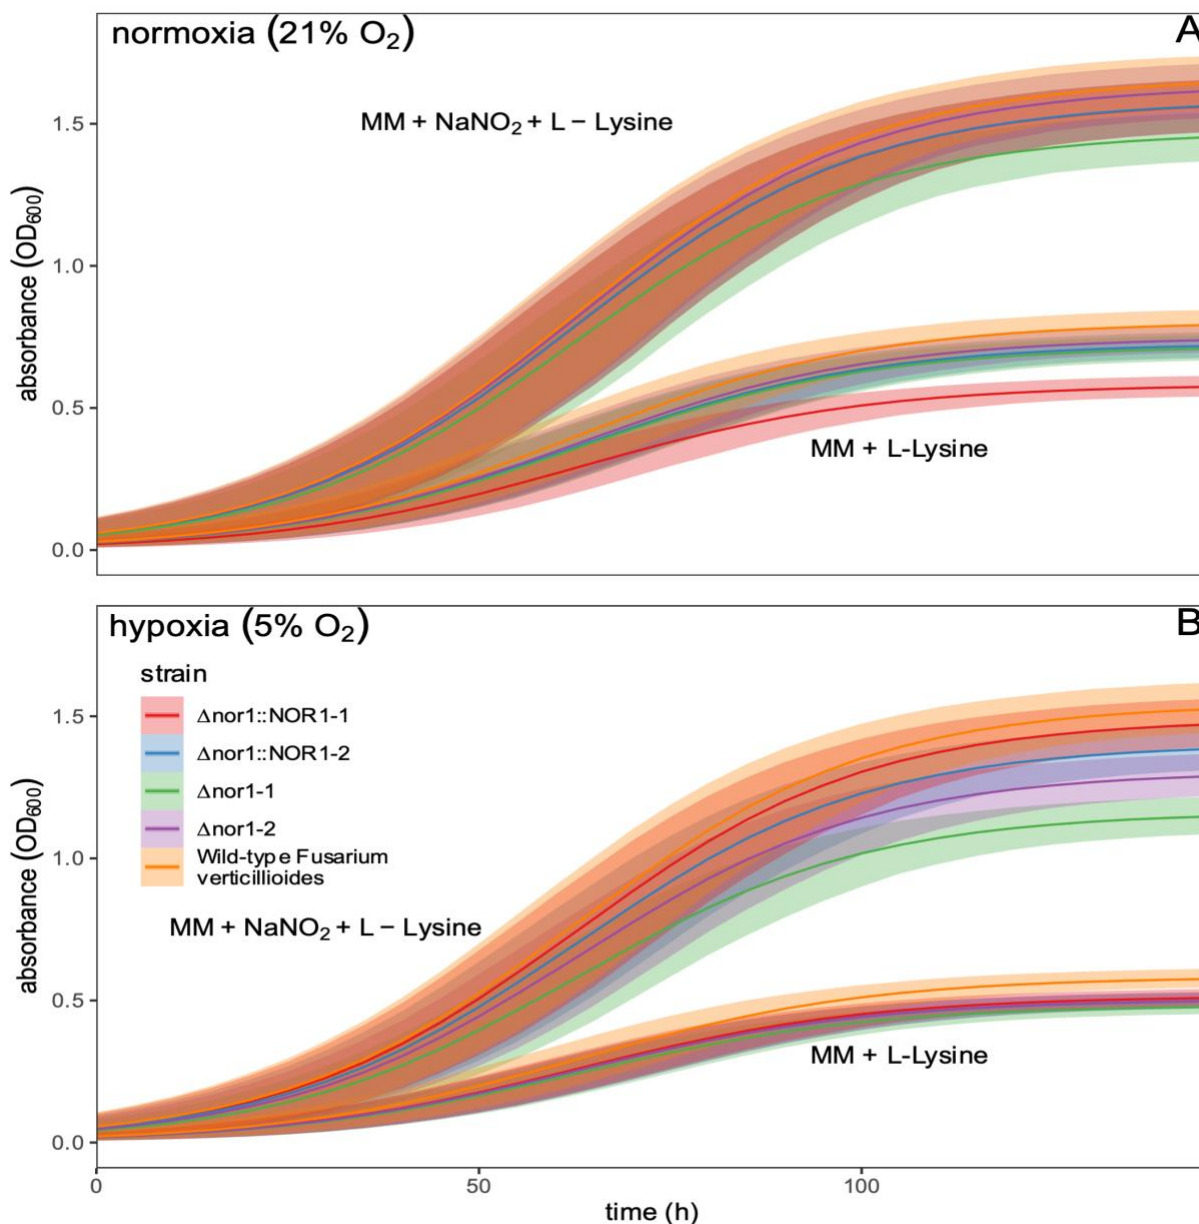 normoxia (21% O₂)
A
MM + NaNO₂ + L − Lysine
1.5
1.0
0.5
0.0
absorbance (OD₆₀₀)
MM + L-Lysine
hypoxia (5% O₂)
B
strain
Δnor1::NOR1-1
Δnor1::NOR1-2
Δnor1-1
Δnor1-2
Wild-type Fusarium
verticillioides
MM + NaNO₂ + L − Lysine
MM + L-Lysine
1.5
1.0
0.5
0.0
absorbance (OD₆₀₀)
0 50 100
time (h)